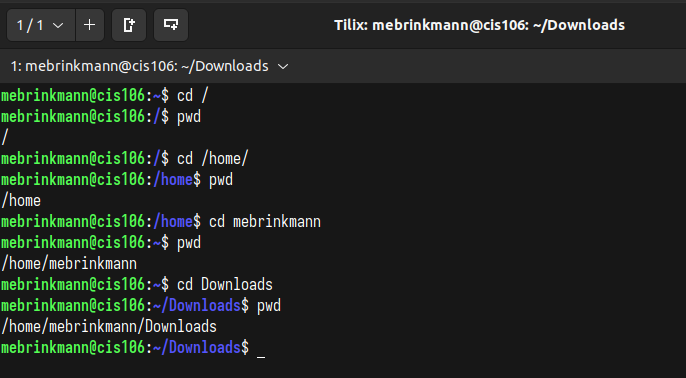 1 / 1
Tilix: mebrinkmann@cis106: ~/Downloads
1: mebrinkmann@cis106: ~/Downloads
mebrinkmann@cis106:~$ cd /
mebrinkmann@cis106:/$ pwd
/
mebrinkmann@cis106:/$ cd /home/
mebrinkmann@cis106:/home$ pwd
/home
mebrinkmann@cis106:/home$ cd mebrinkmann
mebrinkmann@cis106:~$ pwd
/home/mebrinkmann
mebrinkmann@cis106:~$ cd Downloads
mebrinkmann@cis106:~/Downloads$ pwd
/home/mebrinkmann/Downloads
mebrinkmann@cis106:~/Downloads$ _